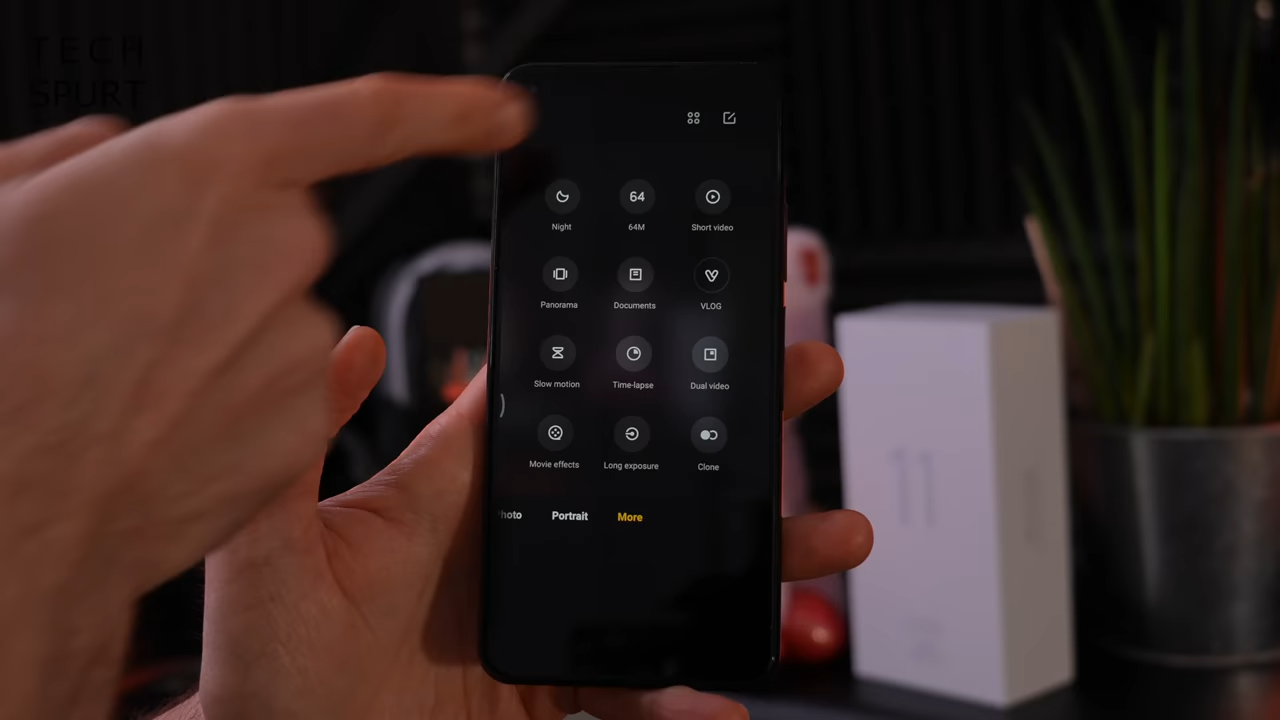 TECH
SPURT
Night
64
64M
Short video
Panorama
Documents
VLOG
Slow motion
Time-lapse
Dual video
Movie effects
Long exposure
Clone
hoto
Portrait
More
11